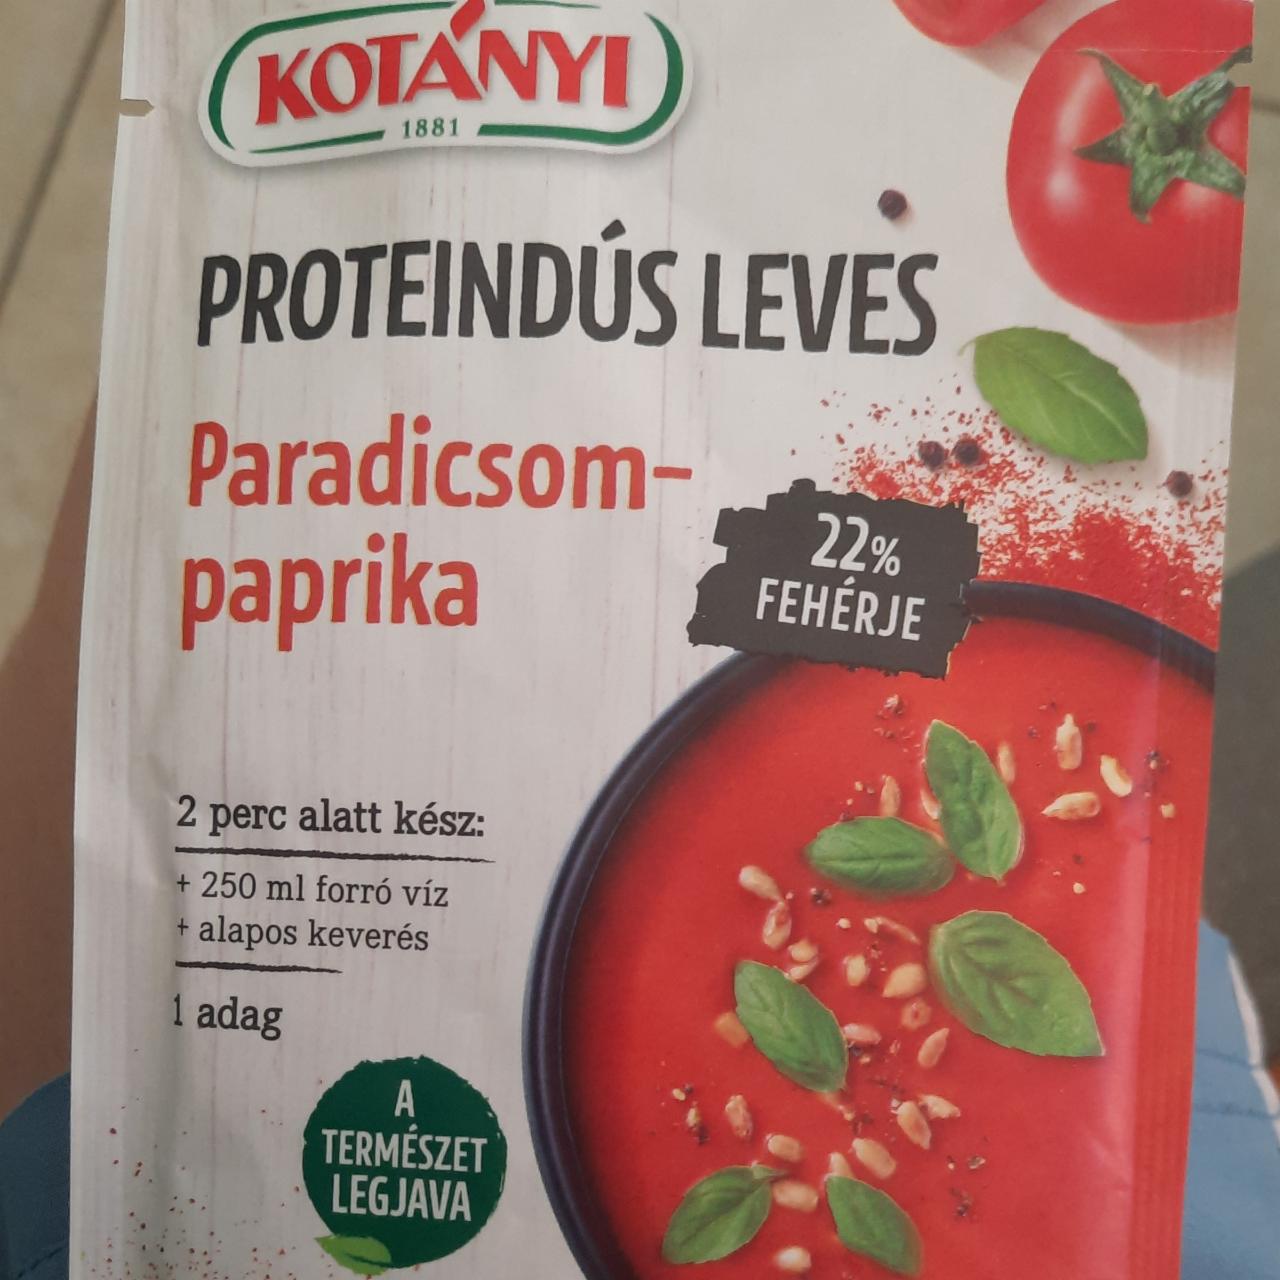 KOTÁNYI
1881
PROTEINDÚS LEVES
Paradicsom-
paprika
22%
FEHÉRJE
2 perc alatt kész:
+ 250 ml forró víz
+ alapos keverés
1 adag
A
TERMÉSZET
LEGJAVA